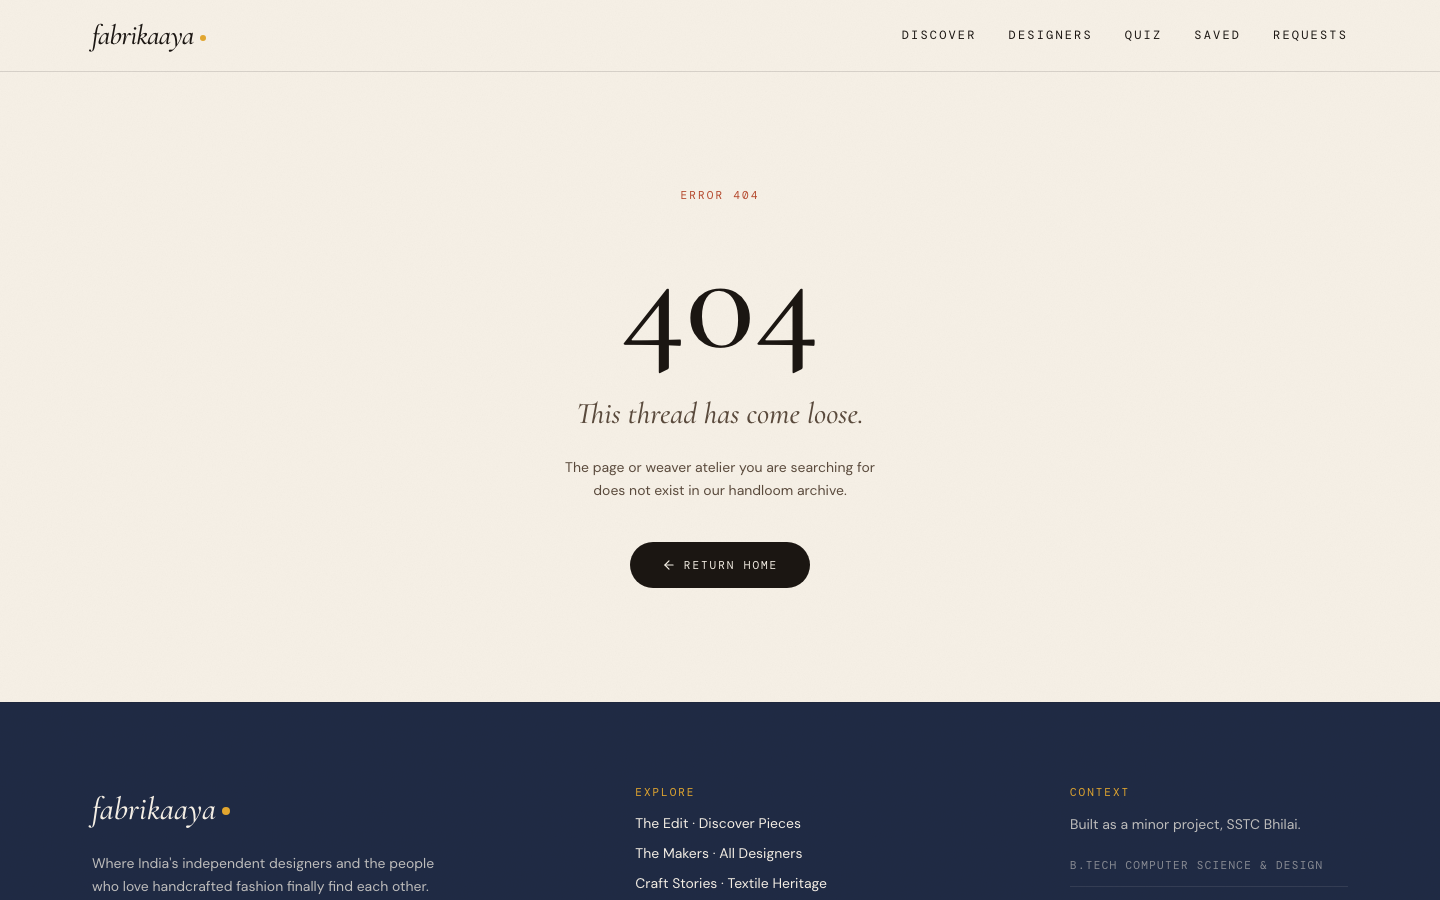 fabrikaaya
DISCOVER DESIGNERS QUIZ SAVED REQUESTS
ERROR 404
404
This thread has come loose.
The page or weaver atelier you are searching for
does not exist in our handloom archive.
← RETURN HOME
fabrikaaya
Where India's independent designers and the people
who love handcrafted fashion finally find each other.
EXPLORE
The Edit · Discover Pieces
The Makers · All Designers
Craft Stories · Textile Heritage
CONTEXT
Built as a minor project, SSTC Bhilai.
B.TECH COMPUTER SCIENCE & DESIGN